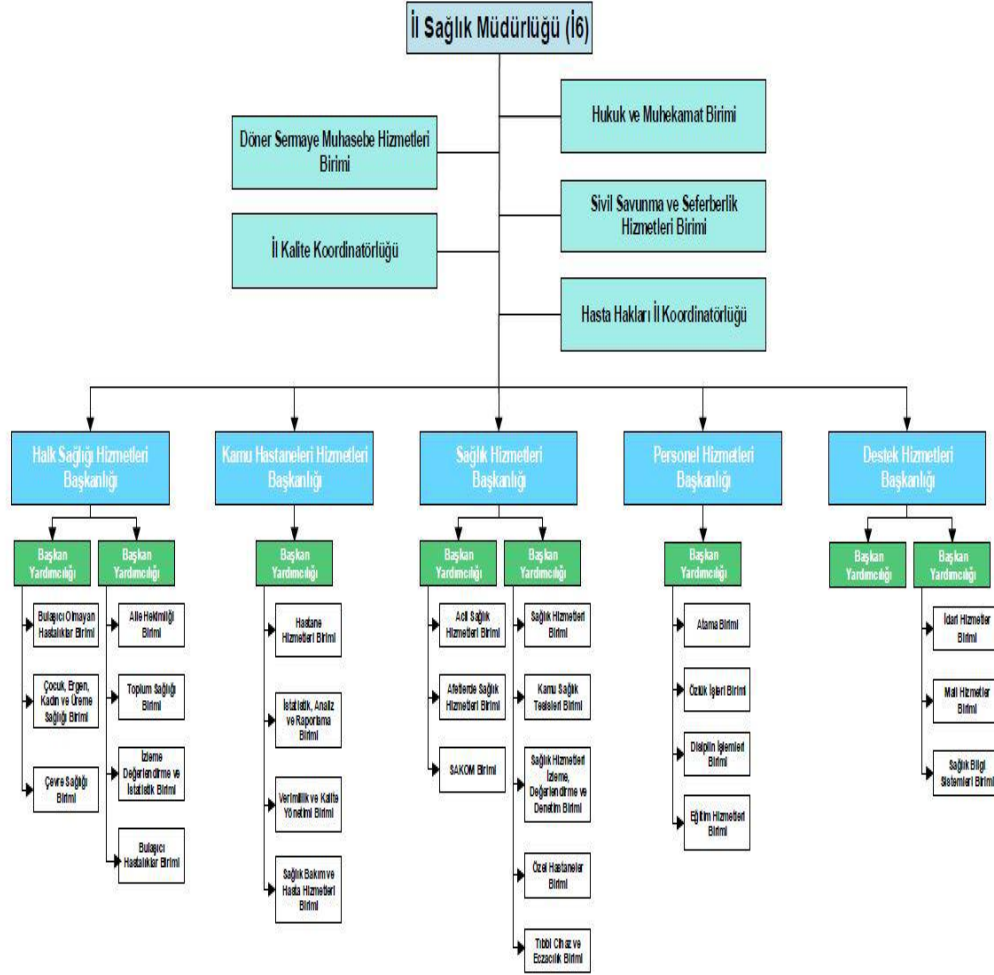 İl Sağlık Müdürlüğü (İ6)
Hukuk ve Muhekamat Birimi
Döner Sermaye Muhasebe Hizmetleri
Birimi
Sivil Savunma ve Seferberlik
Hizmetleri Birimi
İl Kalite Koordinatörlüğü
Hasta Hakları İl Koordinatörlüğü
Halk Sağlığı Hizmetleri
Başkanlığı
Kamu Hastaneleri Hizmetleri
Başkanlığı
Sağlık Hizmetleri
Başkanlığı
Personel Hizmetleri
Başkanlığı
Destek Hizmetleri
Başkanlığı
Başkan
Yardımcılığı
Bulaşıcı Olmayan
Hastalıklar Birimi
Çocuk, Ergen,
Kadın ve Üreme
Sağlığı Birimi
Çevre Sağlığı
Birimi
Başkan
Yardımcılığı
Aile Hekimliği
Birimi
Toplum Sağlığı
Birimi
İzleme
Değerlendirme ve
İstatistik Birimi
Bulaşıcı
Hastalıklar Birimi
Başkan
Yardımcılığı
Hastane
Hizmetleri Birimi
İstatistik, Analiz
ve Raporlama
Birimi
Verimlilik ve Kalite
Yönetimi Birimi
Sağlık Bakım ve
Hasta Hizmetleri
Birimi
Başkan
Yardımcılığı
Acil Sağlık
Hizmetleri Birimi
Afetlerde Sağlık
Hizmetleri Birimi
SAKOM Birimi
Başkan
Yardımcılığı
Sağlık Hizmetleri
Birimi
Kamu Sağlık
Tesisleri Birimi
Sağlık Hizmetleri
İzleme,
Değerlendirme ve
Denetim Birimi
Özel Hastaneler
Birimi
Tıbbi Cihaz ve
Eczacılık Birimi
Başkan
Yardımcılığı
Atama Birimi
Özlük İşleri Birimi
Disiplin İşlemleri
Birimi
Eğitim Hizmetleri
Birimi
Başkan
Yardımcılığı
Başkan
Yardımcılığı
İdari Hizmetler
Birimi
Mali Hizmetler
Birimi
Sağlık Bilgi
Sistemleri Birimi